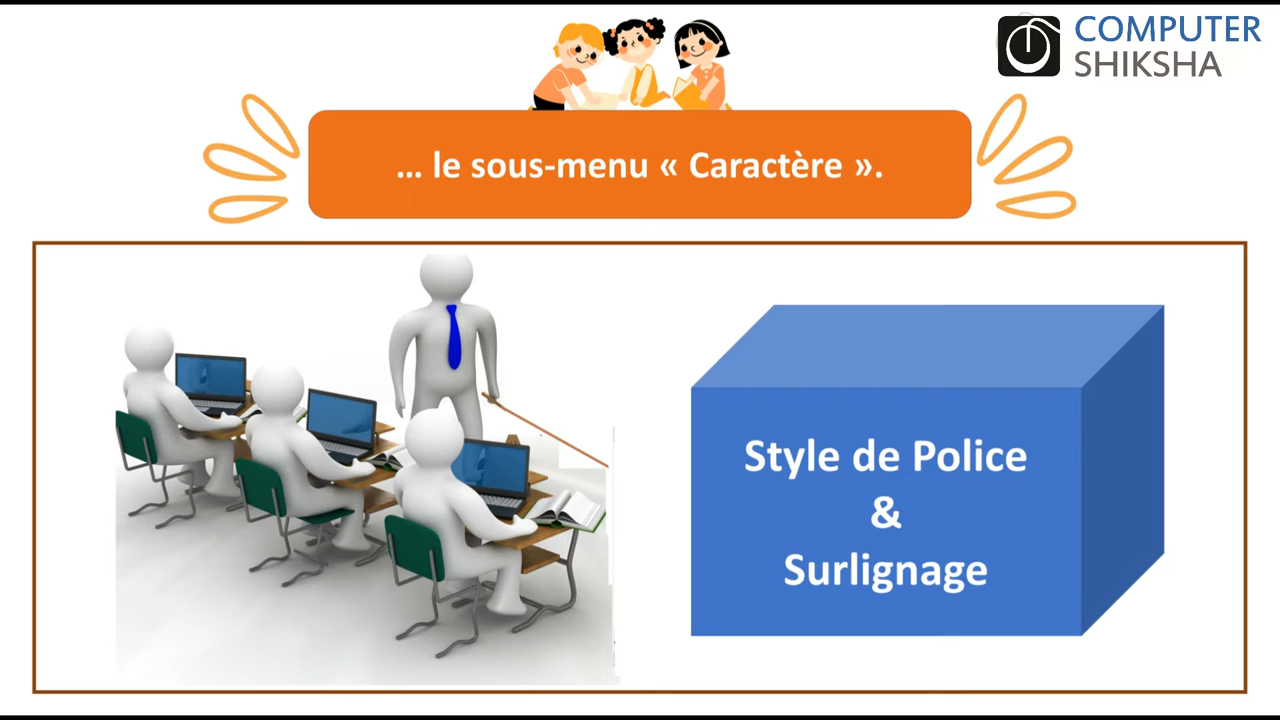 COMPUTER
SHIKSHA
... le sous-menu « Caractère ».
Style de Police
&
Surlignage